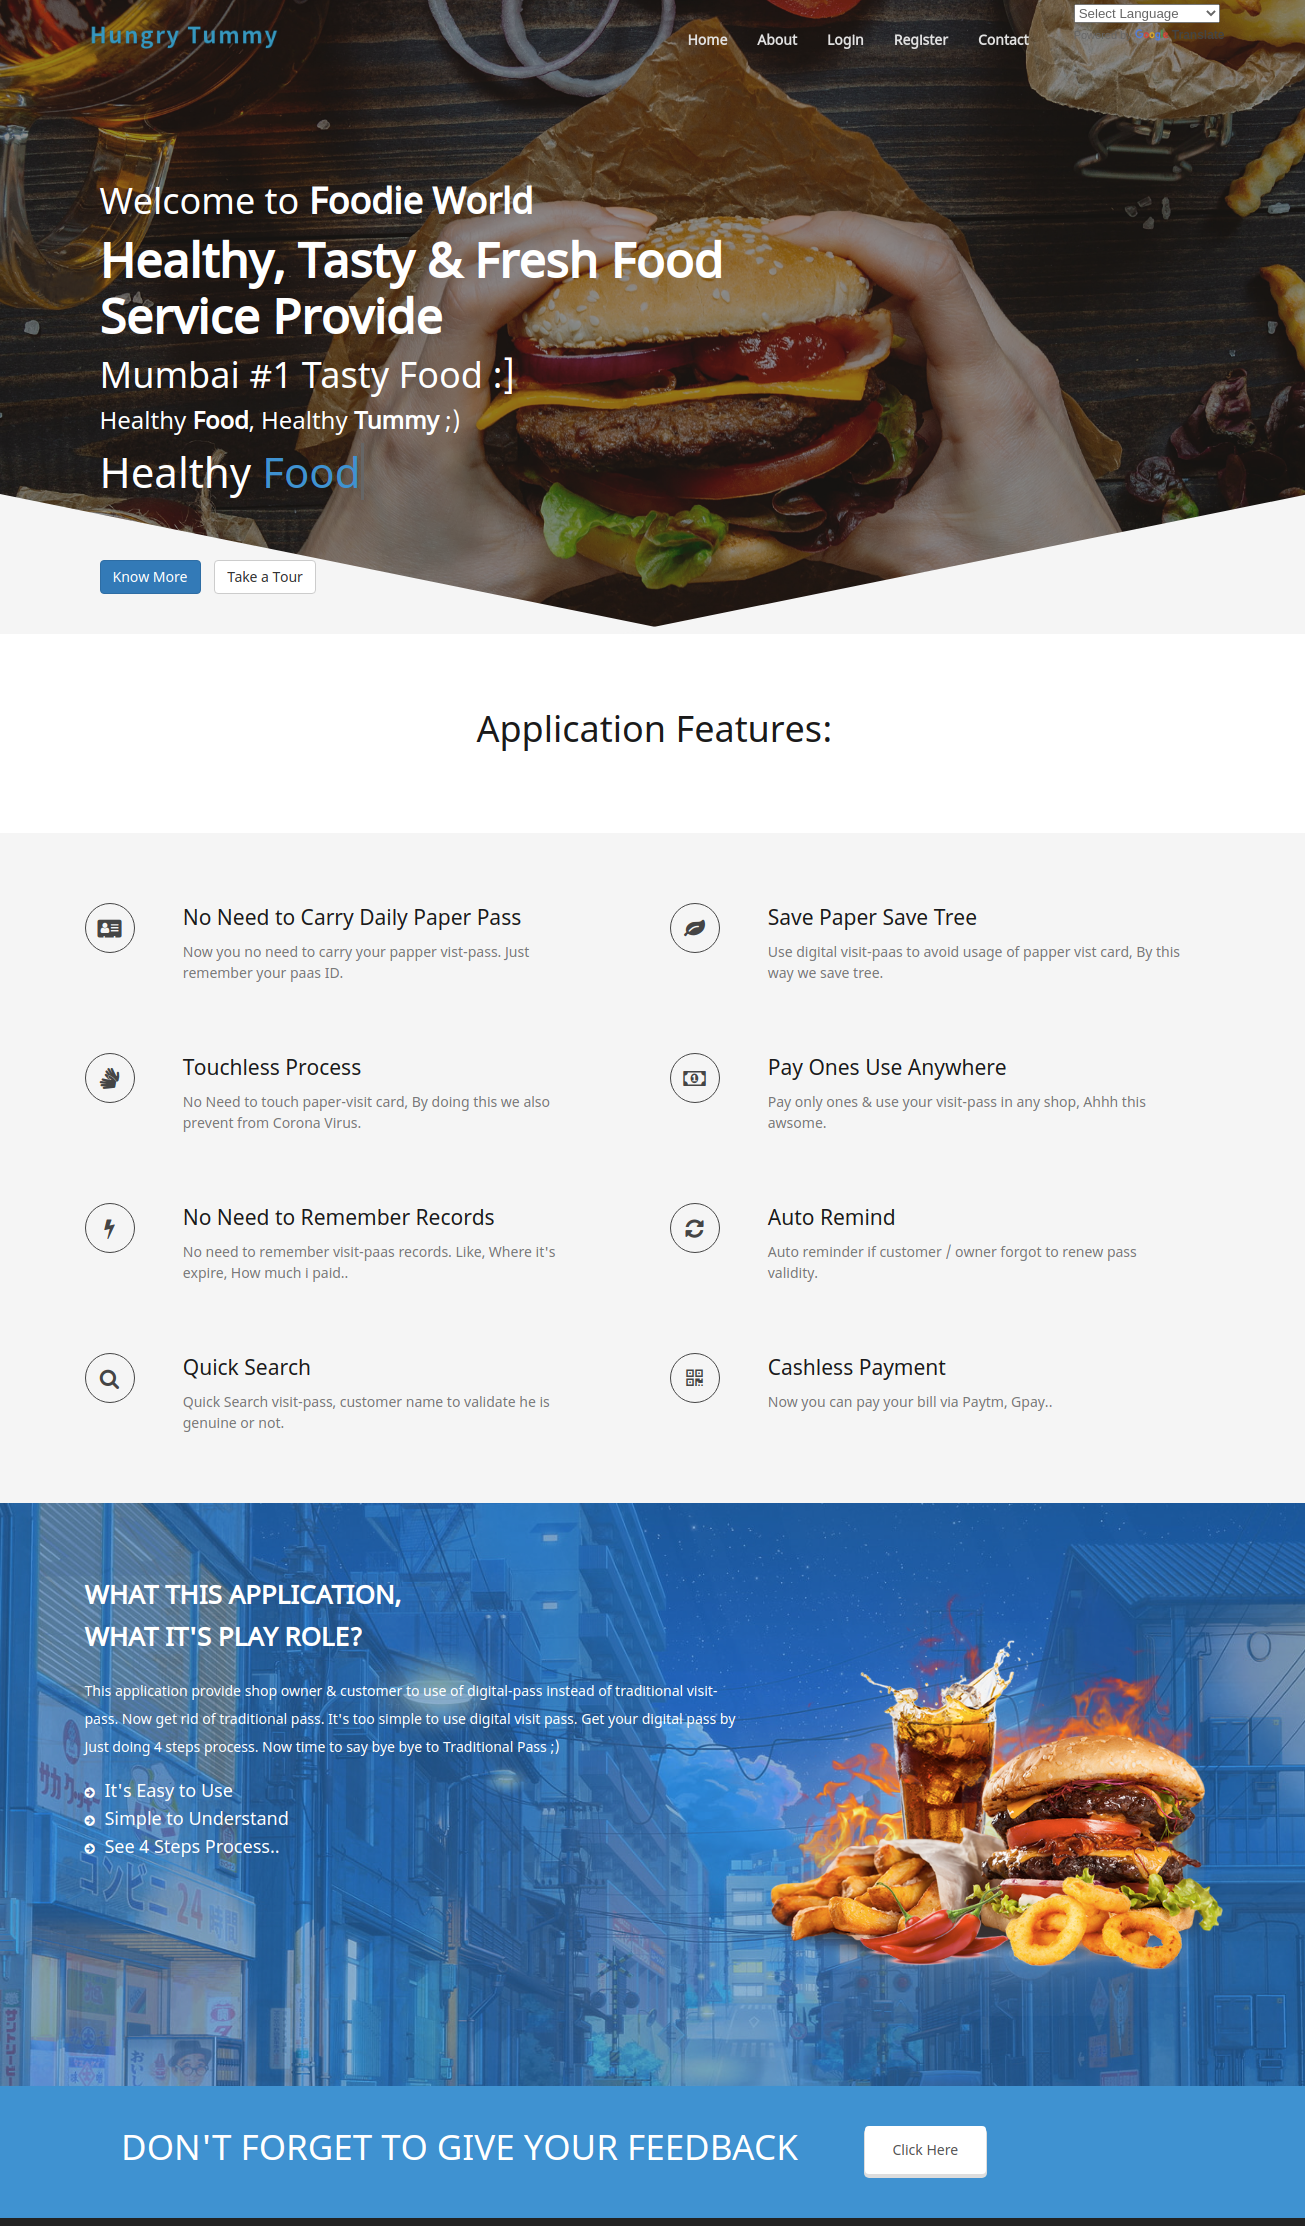 Hungry Tummy
Home
About
Login
Register
Contact
Select Language
Welcome to Foodie World
Healthy, Tasty & Fresh Food
Service Provide
Mumbai #1 Tasty Food :]
Healthy Food, Healthy Tummy ;)
Healthy Food
Know More
Take a Tour
Application Features:
No Need to Carry Daily Paper Pass
Now you no need to carry your papper vist-pass. Just
remember your paas ID.
Save Paper Save Tree
Use digital visit-paas to avoid usage of papper vist card, By this
way we save tree.
Touchless Process
No Need to touch paper-visit card, By doing this we also
prevent from Corona Virus.
Pay Ones Use Anywhere
Pay only ones & use your visit-pass in any shop, Ahhh this
awsome.
No Need to Remember Records
No need to remember visit-paas records. Like, Where it's
expire, How much i paid..
Auto Remind
Auto reminder if customer / owner forgot to renew pass
validity.
Quick Search
Quick Search visit-pass, customer name to validate he is
genuine or not.
Cashless Payment
Now you can pay your bill via Paytm, Gpay..
WHAT THIS APPLICATION,
WHAT IT'S PLAY ROLE?
This application provide shop owner & customer to use of digital-pass instead of traditional visit-
pass. Now get rid of traditional pass. It's too simple to use digital visit pass. Get your digital pass by
Just doing 4 steps process. Now time to say bye bye to Traditional Pass ;)
It's Easy to Use
Simple to Understand
See 4 Steps Process..
コンビニ 24 時間
DON'T FORGET TO GIVE YOUR FEEDBACK
Click Here